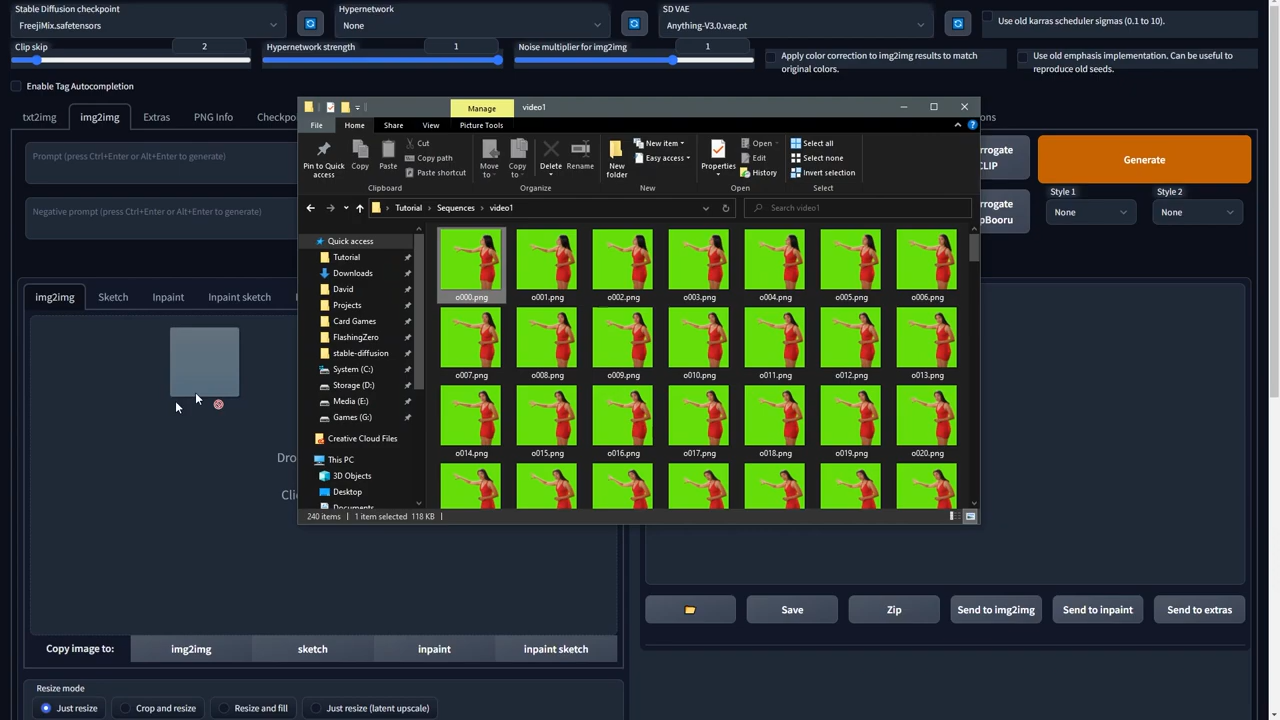 Stable Diffusion checkpoint
FreejiMix.safetensors
Hypernetwork
None
SD VAE
Anything-V3.0.vae.pt
Use old karras scheduler sigmas (0.1 to 10).
Clip skip
2
Hypernetwork strength
1
Noise multiplier for img2img
1
Apply color correction to img2img results to match
original colors.
Use old emphasis implementation. Can be useful to
reproduce old seeds.
Enable Tag Autocompletion
txt2img
img2img
Extras
PNG Info
Checkpo
ons
Manage
video1
File
Home
Share
View
Picture Tools
Prompt (press Ctrl+Enter or Alt+Enter to generate)
Negative prompt (press Ctrl+Enter or Alt+Enter to generate)
Pin to Quick
access
Copy
Paste
Cut
Copy path
Paste shortcut
Clipboard
Move
to
Copy
to
Delete
Rename
Organize
New
folder
New item
Easy access
New
Properties
Open
Edit
History
Open
Select all
Select none
Invert selection
Select
rrogate
CLIP
Generate
rrogate
pBooru
Style 1
None
Style 2
None
Tutorial
Sequences
video1
Search video1
Quick access
Tutorial
Downloads
David
Projects
Card Games
FlashingZero
stable-diffusion
System (C:)
Storage (D:)
Media (E:)
Games (G:)
Creative Cloud Files
This PC
3D Objects
Desktop
Documents
o000.png
o001.png
o002.png
o003.png
o004.png
o005.png
o006.png
o007.png
o008.png
o009.png
o010.png
o011.png
o012.png
o013.png
o014.png
o015.png
o016.png
o017.png
o018.png
o019.png
o020.png
240 items
1 item selected 118 KB
img2img
Sketch
Inpaint
Inpaint sketch
Dro
Cli
Save
Zip
Send to img2img
Send to inpaint
Send to extras
Copy image to:
img2img
sketch
inpaint
inpaint sketch
Resize mode
Just resize
Crop and resize
Resize and fill
Just resize (latent upscale)